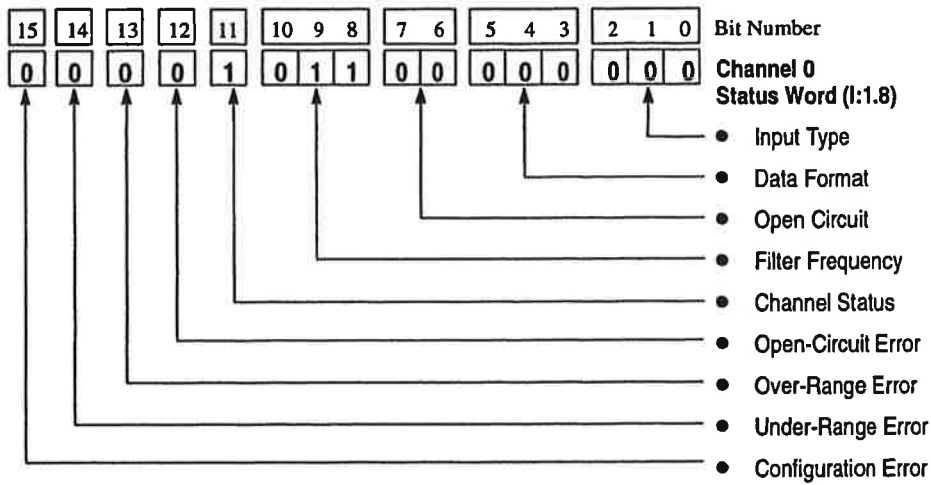 15 14 13 12 11 10 9 8 7 6 5 4 3 2 1 0 Bit Number
0 0 0 0 1 0 1 1 0 0 0 0 0 0 0 0 Channel 0
Status Word (I:1.8)
• Input Type
• Data Format
• Open Circuit
• Filter Frequency
• Channel Status
• Open-Circuit Error
• Over-Range Error
• Under-Range Error
• Configuration Error